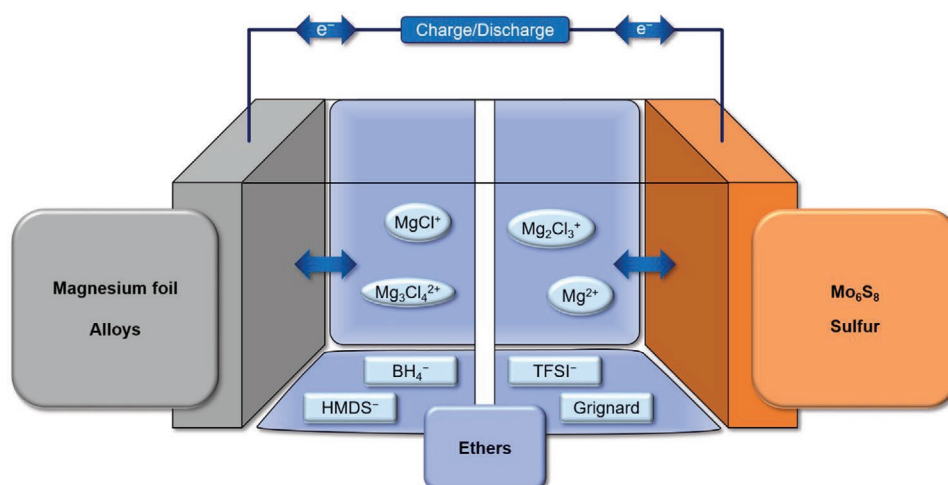 e⁻
Charge/Discharge
e⁻
MgCl⁺
Mg₂Cl₃⁺
Mg₃Cl₄²⁺
Mg²⁺
Magnesium foil
Alloys
Mo₆S₈
Sulfur
BH₄⁻
TFSI⁻
HMDS⁻
Grignard
Ethers